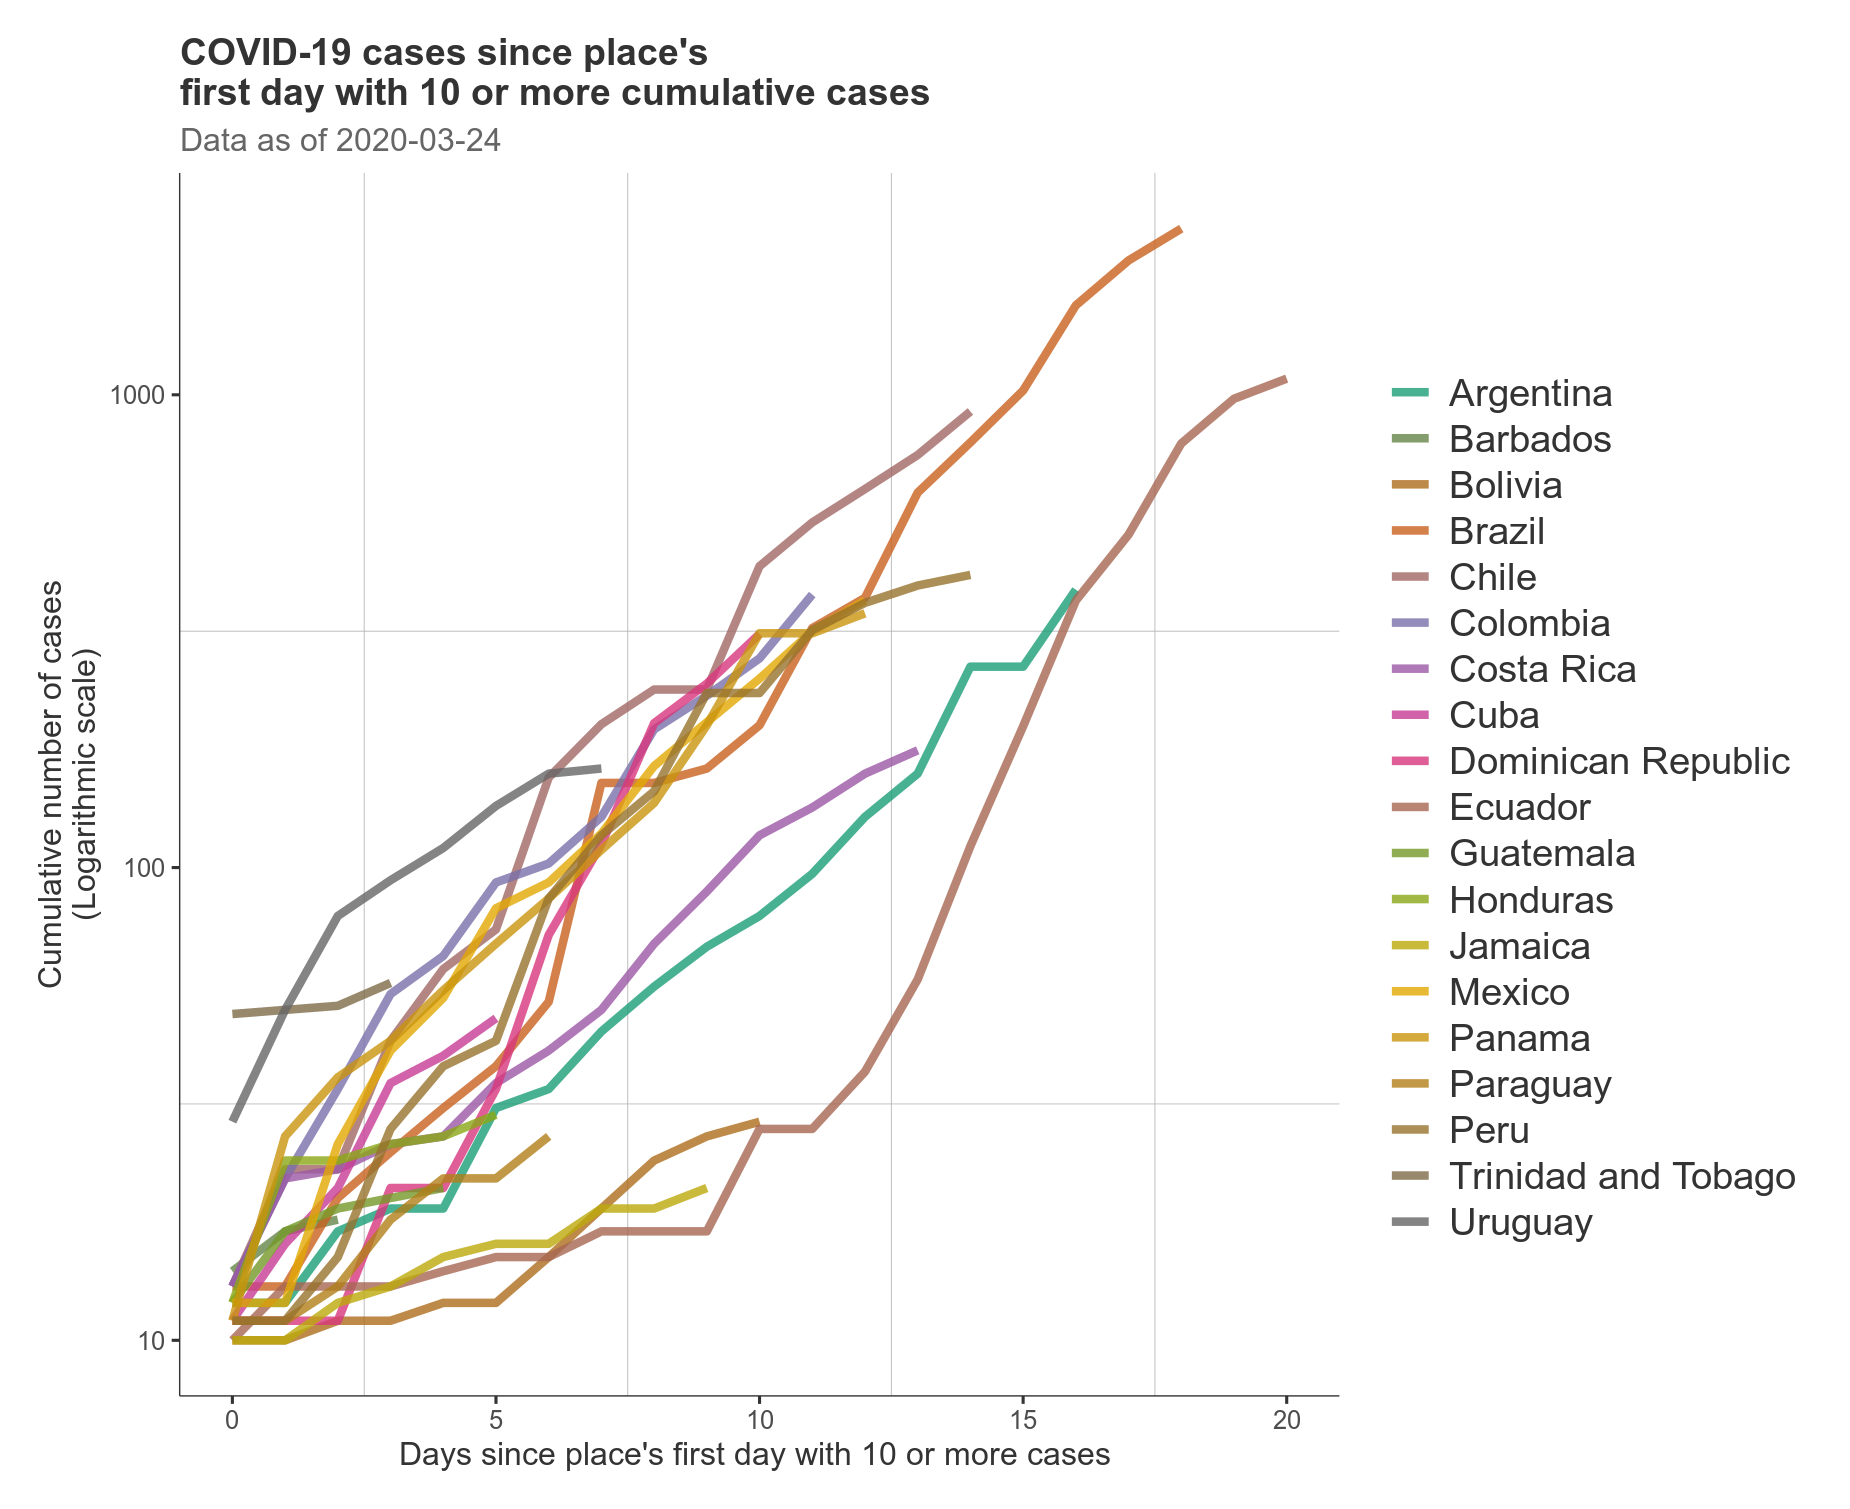 COVID-19 cases since place's
first day with 10 or more cumulative cases
Data as of 2020-03-24
Cumulative number of cases
(Logarithmic scale)
1000
100
10
0
5
10
15
20
Days since place's first day with 10 or more cases
Argentina
Barbados
Bolivia
Brazil
Chile
Colombia
Costa Rica
Cuba
Dominican Republic
Ecuador
Guatemala
Honduras
Jamaica
Mexico
Panama
Paraguay
Peru
Trinidad and Tobago
Uruguay